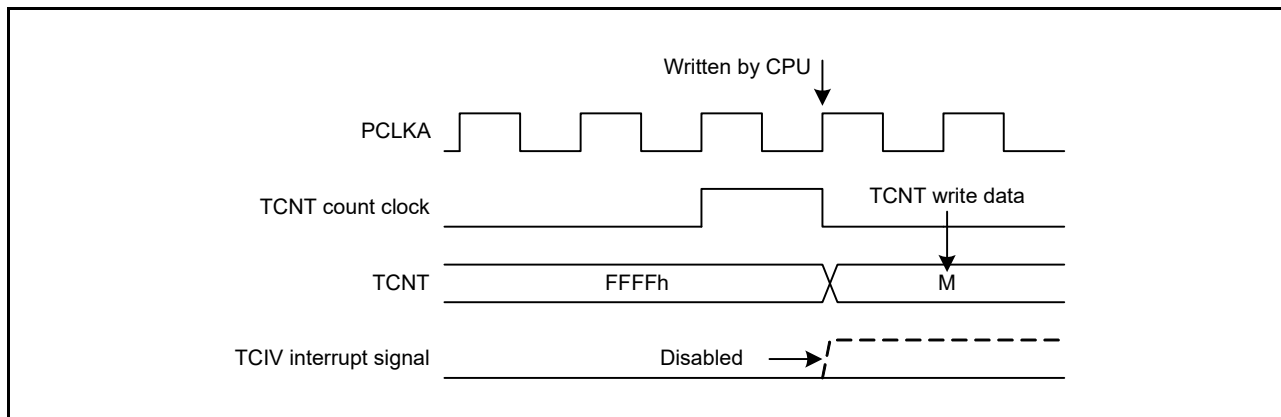 Written by CPU
PCLKA
TCNT count clock
TCNT write data
TCNT
FFFFh
M
TCIV interrupt signal
Disabled